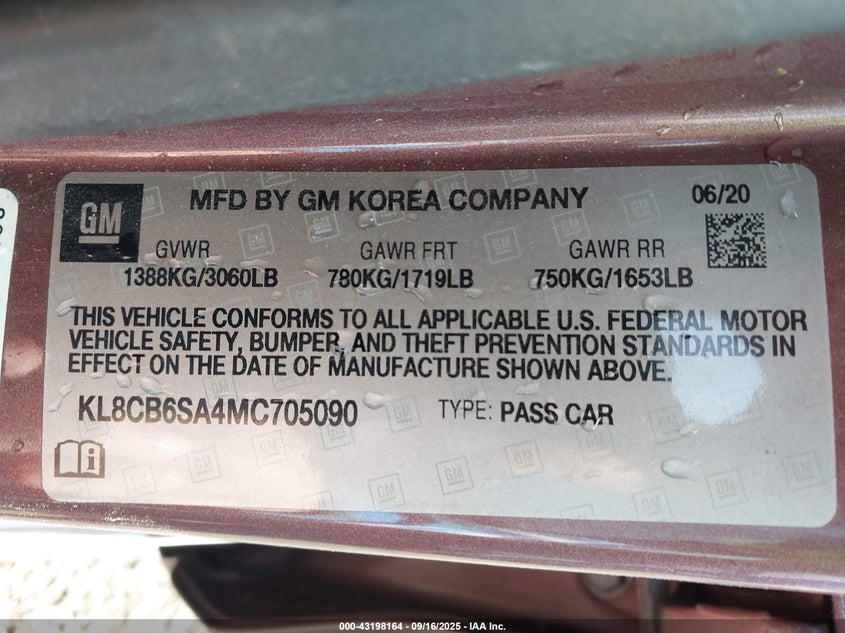 GM
MFD BY GM KOREA COMPANY
06/20
GVWR
GAWR FRT
GAWR RR
1388KG/3060LB
780KG/1719LB
750KG/1653LB
THIS VEHICLE CONFORMS TO ALL APPLICABLE U.S. FEDERAL MOTOR
VEHICLE SAFETY, BUMPER, AND THEFT PREVENTION STANDARDS IN
EFFECT ON THE DATE OF MANUFACTURE SHOWN ABOVE.
KL8CB6SA4MC705090
TYPE: PASS CAR
000-43198164 - 09/16/2025 - IAA Inc.